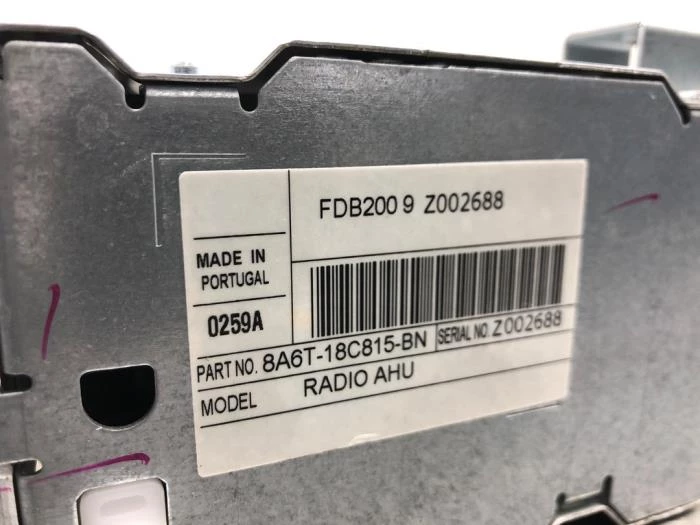 FDB200 9 Z002688
MADE IN
PORTUGAL
0259A
PART NO. 8A6T-18C815-BN
SERIAL NO. Z002688
MODEL RADIO AHU